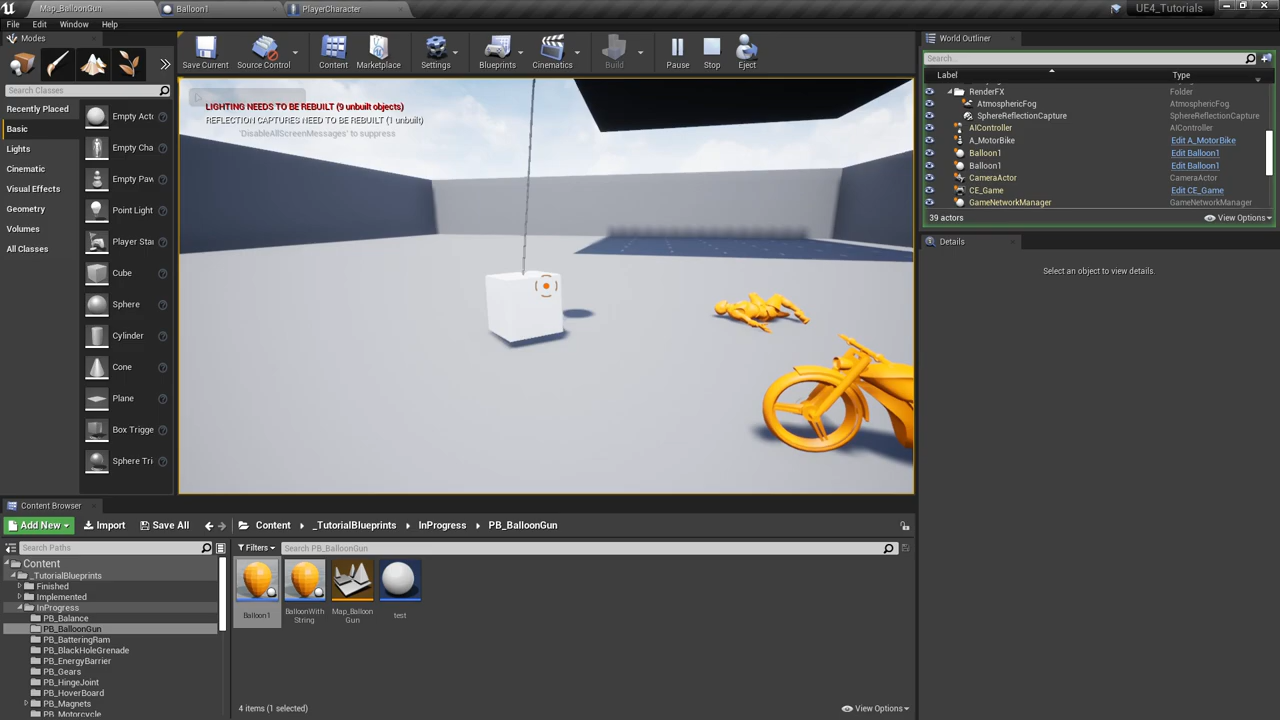 Map_BalloonGun
Balloon1
PlayerCharacter
UE4_Tutorials
File
Edit
Window
Help
Modes
Search Classes
Recently Placed
Basic
Lights
Cinematic
Visual Effects
Geometry
Volumes
All Classes
Empty Acto
Empty Cha
Empty Paw
Point Light
Player Star
Cube
Sphere
Cylinder
Cone
Plane
Box Trigge
Sphere Tri
Save Current
Source Control
Content
Marketplace
Settings
Blueprints
Cinematics
Build
Pause
Stop
Eject
LIGHTING NEEDS TO BE REBUILT (9 unbuilt objects)
REFLECTION CAPTURES NEED TO BE REBUILT (1 unbuilt)
'DisableAllScreenMessages' to suppress
World Outliner
Search...
Label Type
RenderFX Folder
AtmosphericFog AtmosphericFog
SphereReflectionCapture SphereReflectionCapture
AIController AIController
A_MotorBike Edit A_MotorBike
Balloon1 Edit Balloon1
Balloon1 Edit Balloon1
CameraActor CameraActor
CE_Game Edit CE_Game
GameNetworkManager GameNetworkManager
39 actors
View Options
Details
Select an object to view details.
Content Browser
Add New
Import
Save All
Content
_TutorialBlueprints
InProgress
PB_BalloonGun
Search Paths
Filters
Search PB_BalloonGun
Content
_TutorialBlueprints
Finished
Implemented
InProgress
PB_Balance
PB_BalloonGun
PB_BatteringRam
PB_BlackHoleGrenade
PB_EnergyBarrier
PB_Gears
PB_HingeJoint
PB_HoverBoard
PB_Magnets
PB_Motorcycle
Balloon1
BalloonWith
String
Map_Balloon
Gun
test
4 items (1 selected)
View Options